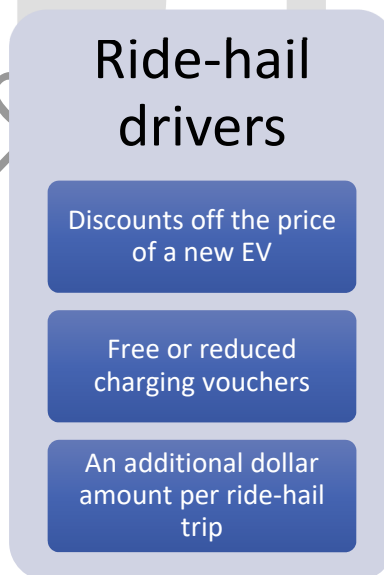 Ride-hail
drivers
Discounts off the price
of a new EV
Free or reduced
charging vouchers
An additional dollar
amount per ride-hail
trip